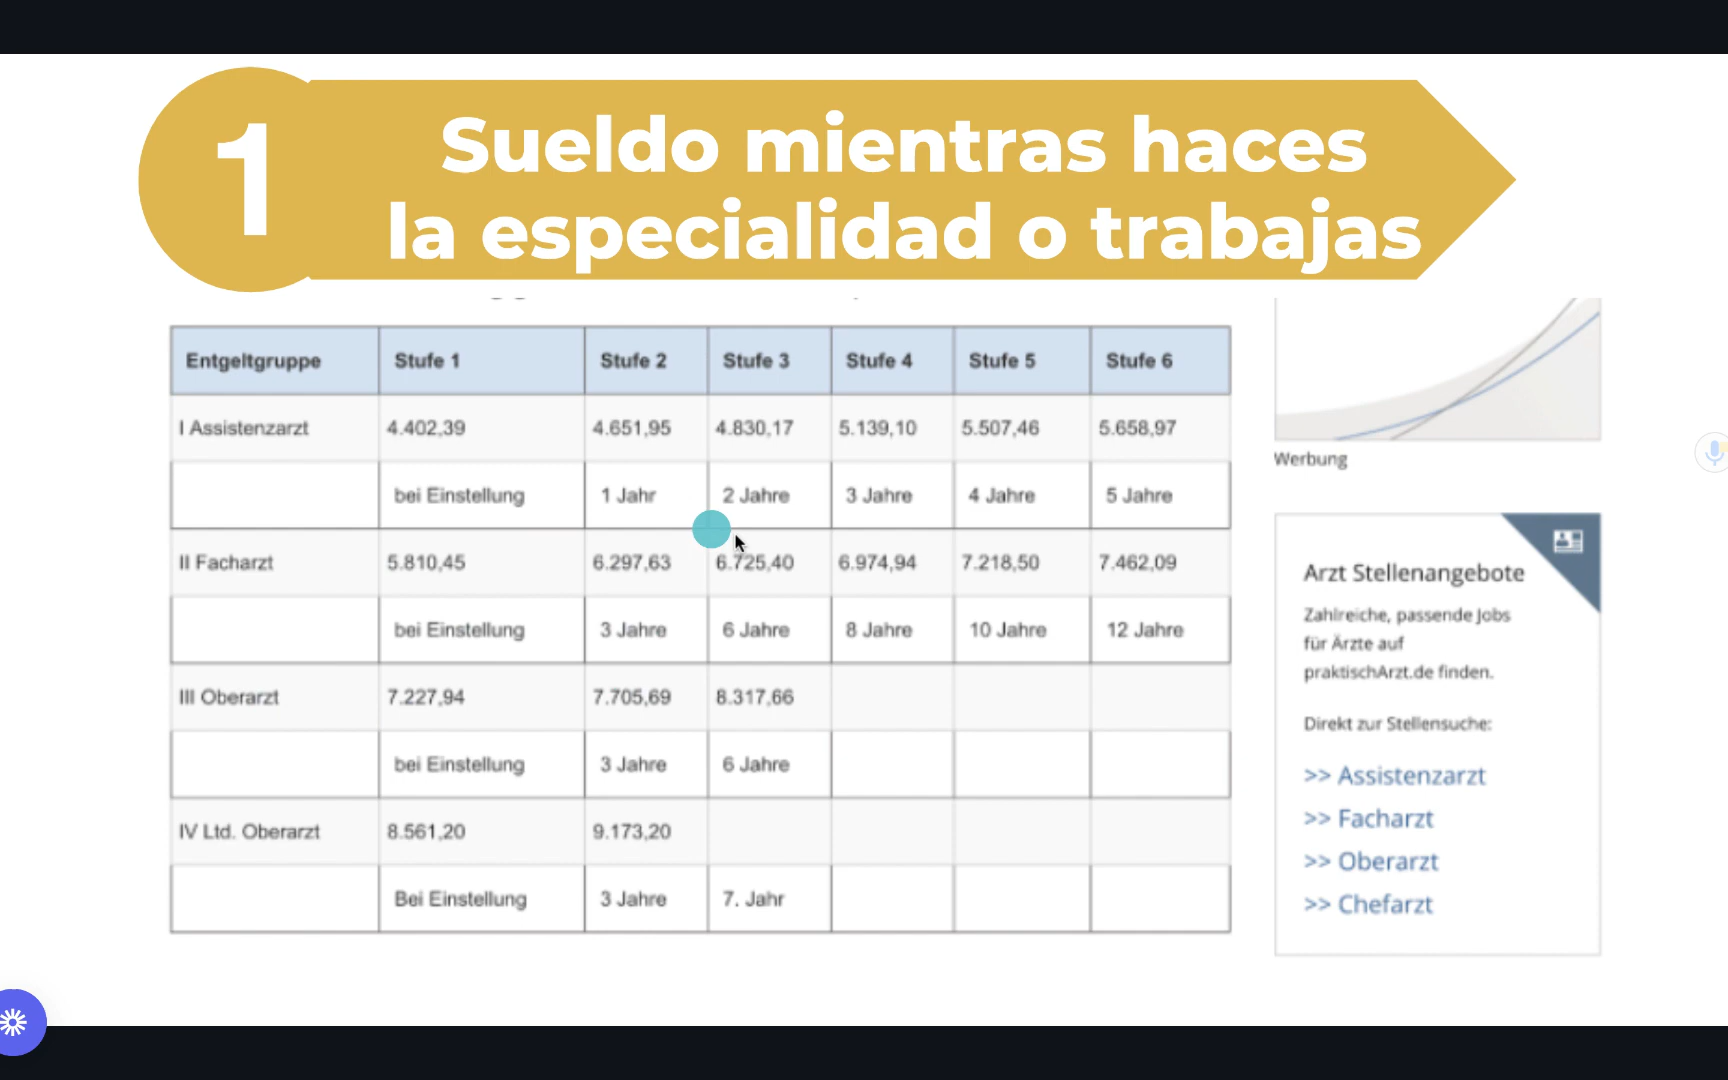 1
Sueldo mientras haces
la especialidad o trabajas
Entgeltgruppe Stufe 1 Stufe 2 Stufe 3 Stufe 4 Stufe 5 Stufe 6
I Assistenzarzt 4.402,39 4.651,95 4.830,17 5.139,10 5.507,46 5.658,97
bei Einstellung 1 Jahr 2 Jahre 3 Jahre 4 Jahre 5 Jahre
II Facharzt 5.810,45 6.297,63 6.725,40 6.974,94 7.218,50 7.462,09
bei Einstellung 3 Jahre 6 Jahre 8 Jahre 10 Jahre 12 Jahre
III Oberarzt 7.227,94 7.705,69 8.317,66
bei Einstellung 3 Jahre 6 Jahre
IV Ltd. Oberarzt 8.561,20 9.173,20
Bei Einstellung 3 Jahre 7. Jahr
Werbung
Arzt Stellenangebote
Zahlreiche, passende Jobs
für Ärzte auf
praktischArzt.de finden.
Direkt zur Stellensuche:
>> Assistenzarzt
>> Facharzt
>> Oberarzt
>> Chefarzt